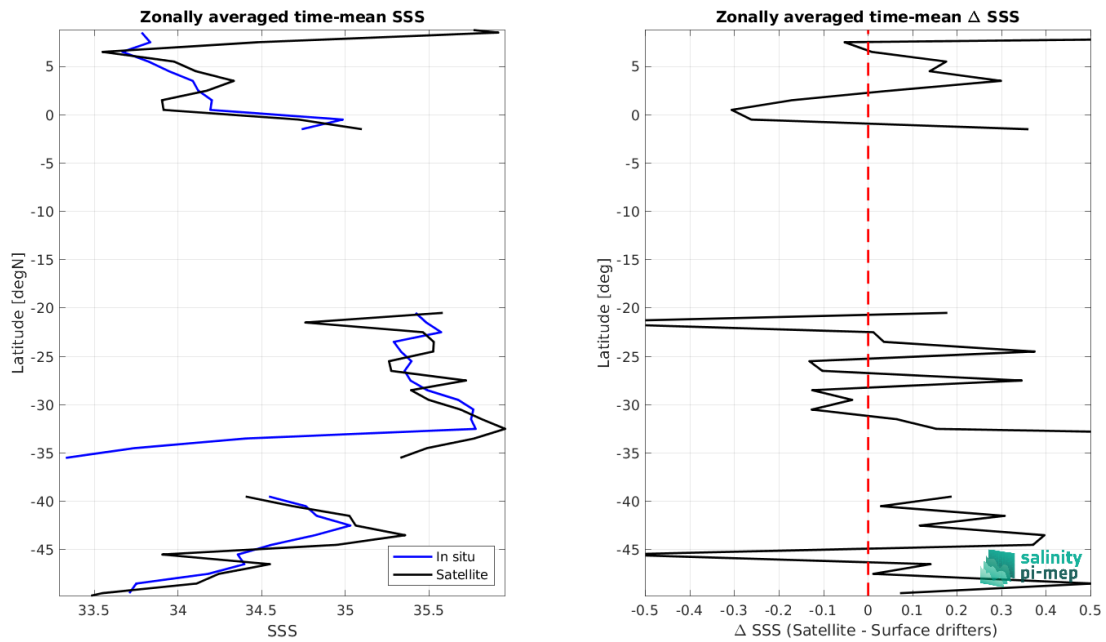 Zonally averaged time-mean SSS
5
0
-5
-10
-15
-20
-25
-30
-35
-40
-45
Latitude [degN]
33.5 34 34.5 35 35.5
SSS
In situ
Satellite
Zonally averaged time-mean Δ SSS
5
0
-5
-10
-15
-20
-25
-30
-35
-40
-45
Latitude [deg]
-0.5 -0.4 -0.3 -0.2 -0.1 0 0.1 0.2 0.3 0.4 0.5
Δ SSS (Satellite - Surface drifters)
salinity
pi-mep